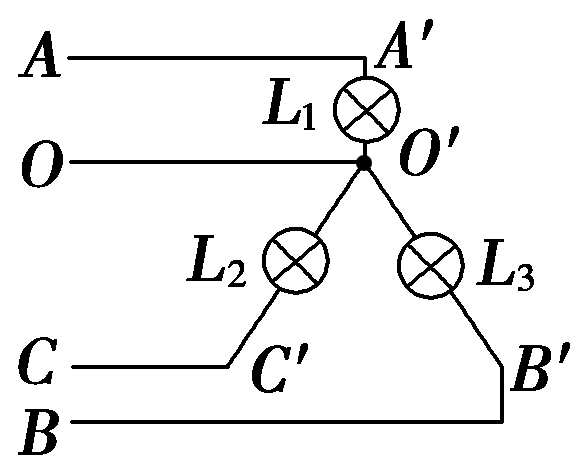 A A′
L₁
O O′
L₂ L₃
C C′ B′
B